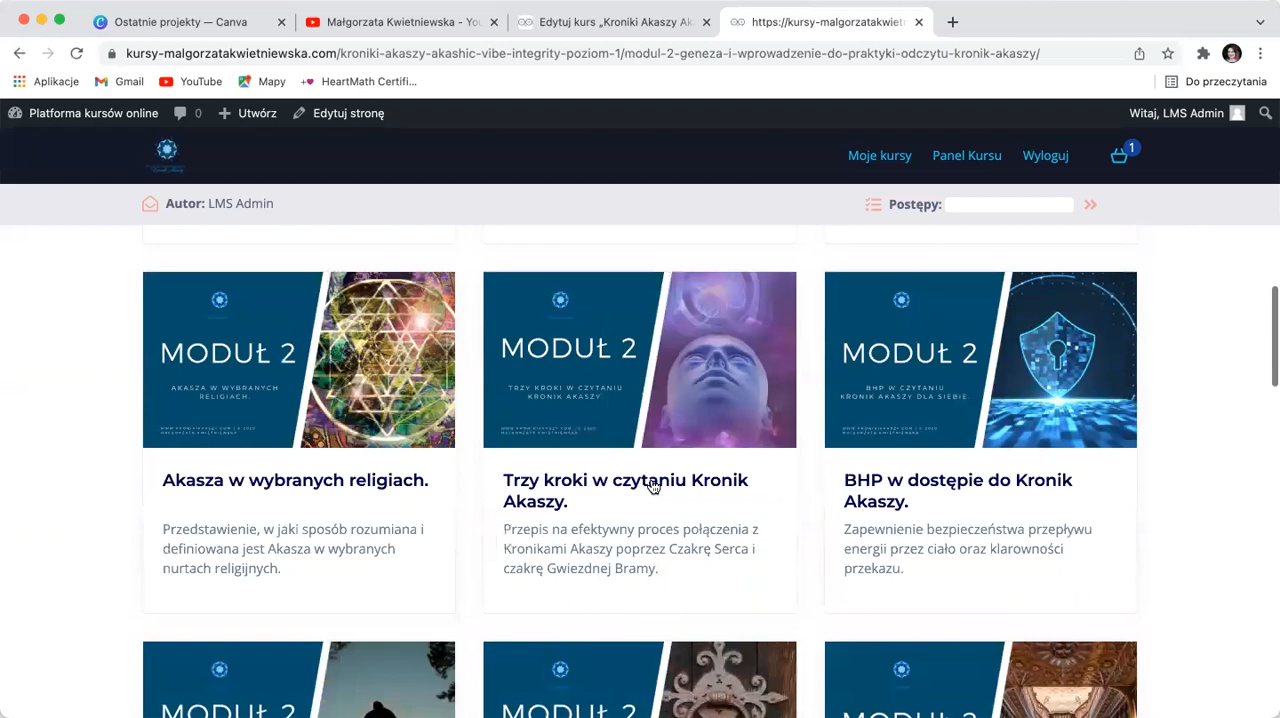 Ostatnie projekty — Canva
Małgorzata Kwietniewska - You
Edytuj kurs „Kroniki Akaszy Ak
https://kursy-malgorzatakwietn
kursy-malgorzatakwietniewska.com/kroniki-akaszy-akashic-vibe-integrity-poziom-1/modul-2-geneza-i-wprowadzenie-do-praktyki-odczytu-kronik-akaszy/
Aplikacje
Gmail
YouTube
Mapy
HeartMath Certifi...
Do przeczytania
Platforma kursów online
0
Utwórz
Edytuj stronę
Witaj, LMS Admin
Moje kursy
Panel Kursu
Wyloguj
1
Autor: LMS Admin
Postępy:
MODUŁ 2
AKASZA W WYBRANYCH
RELIGIACH.
MODUŁ 2
TRZY KROKI W CZYTANIU
KRONIK AKASZY
MODUŁ 2
BHP W CZYTANIU
KRONIK AKASZY DLA SIEBIE.
Akasza w wybranych religiach.
Przedstawienie, w jaki sposób rozumiana i
definiowana jest Akasza w wybranych
nurtach religijnych.
Trzy kroki w czytaniu Kronik
Akaszy.
Przepis na efektywny proces połączenia z
Kronikami Akaszy poprzez Czakrę Serca i
czakrę Gwiezdnej Bramy.
BHP w dostępie do Kronik
Akaszy.
Zapewnienie bezpieczeństwa przepływu
energii przez ciało oraz klarowności
przekazu.
MODUŁ 2
MODUŁ 2
MODUŁ 2